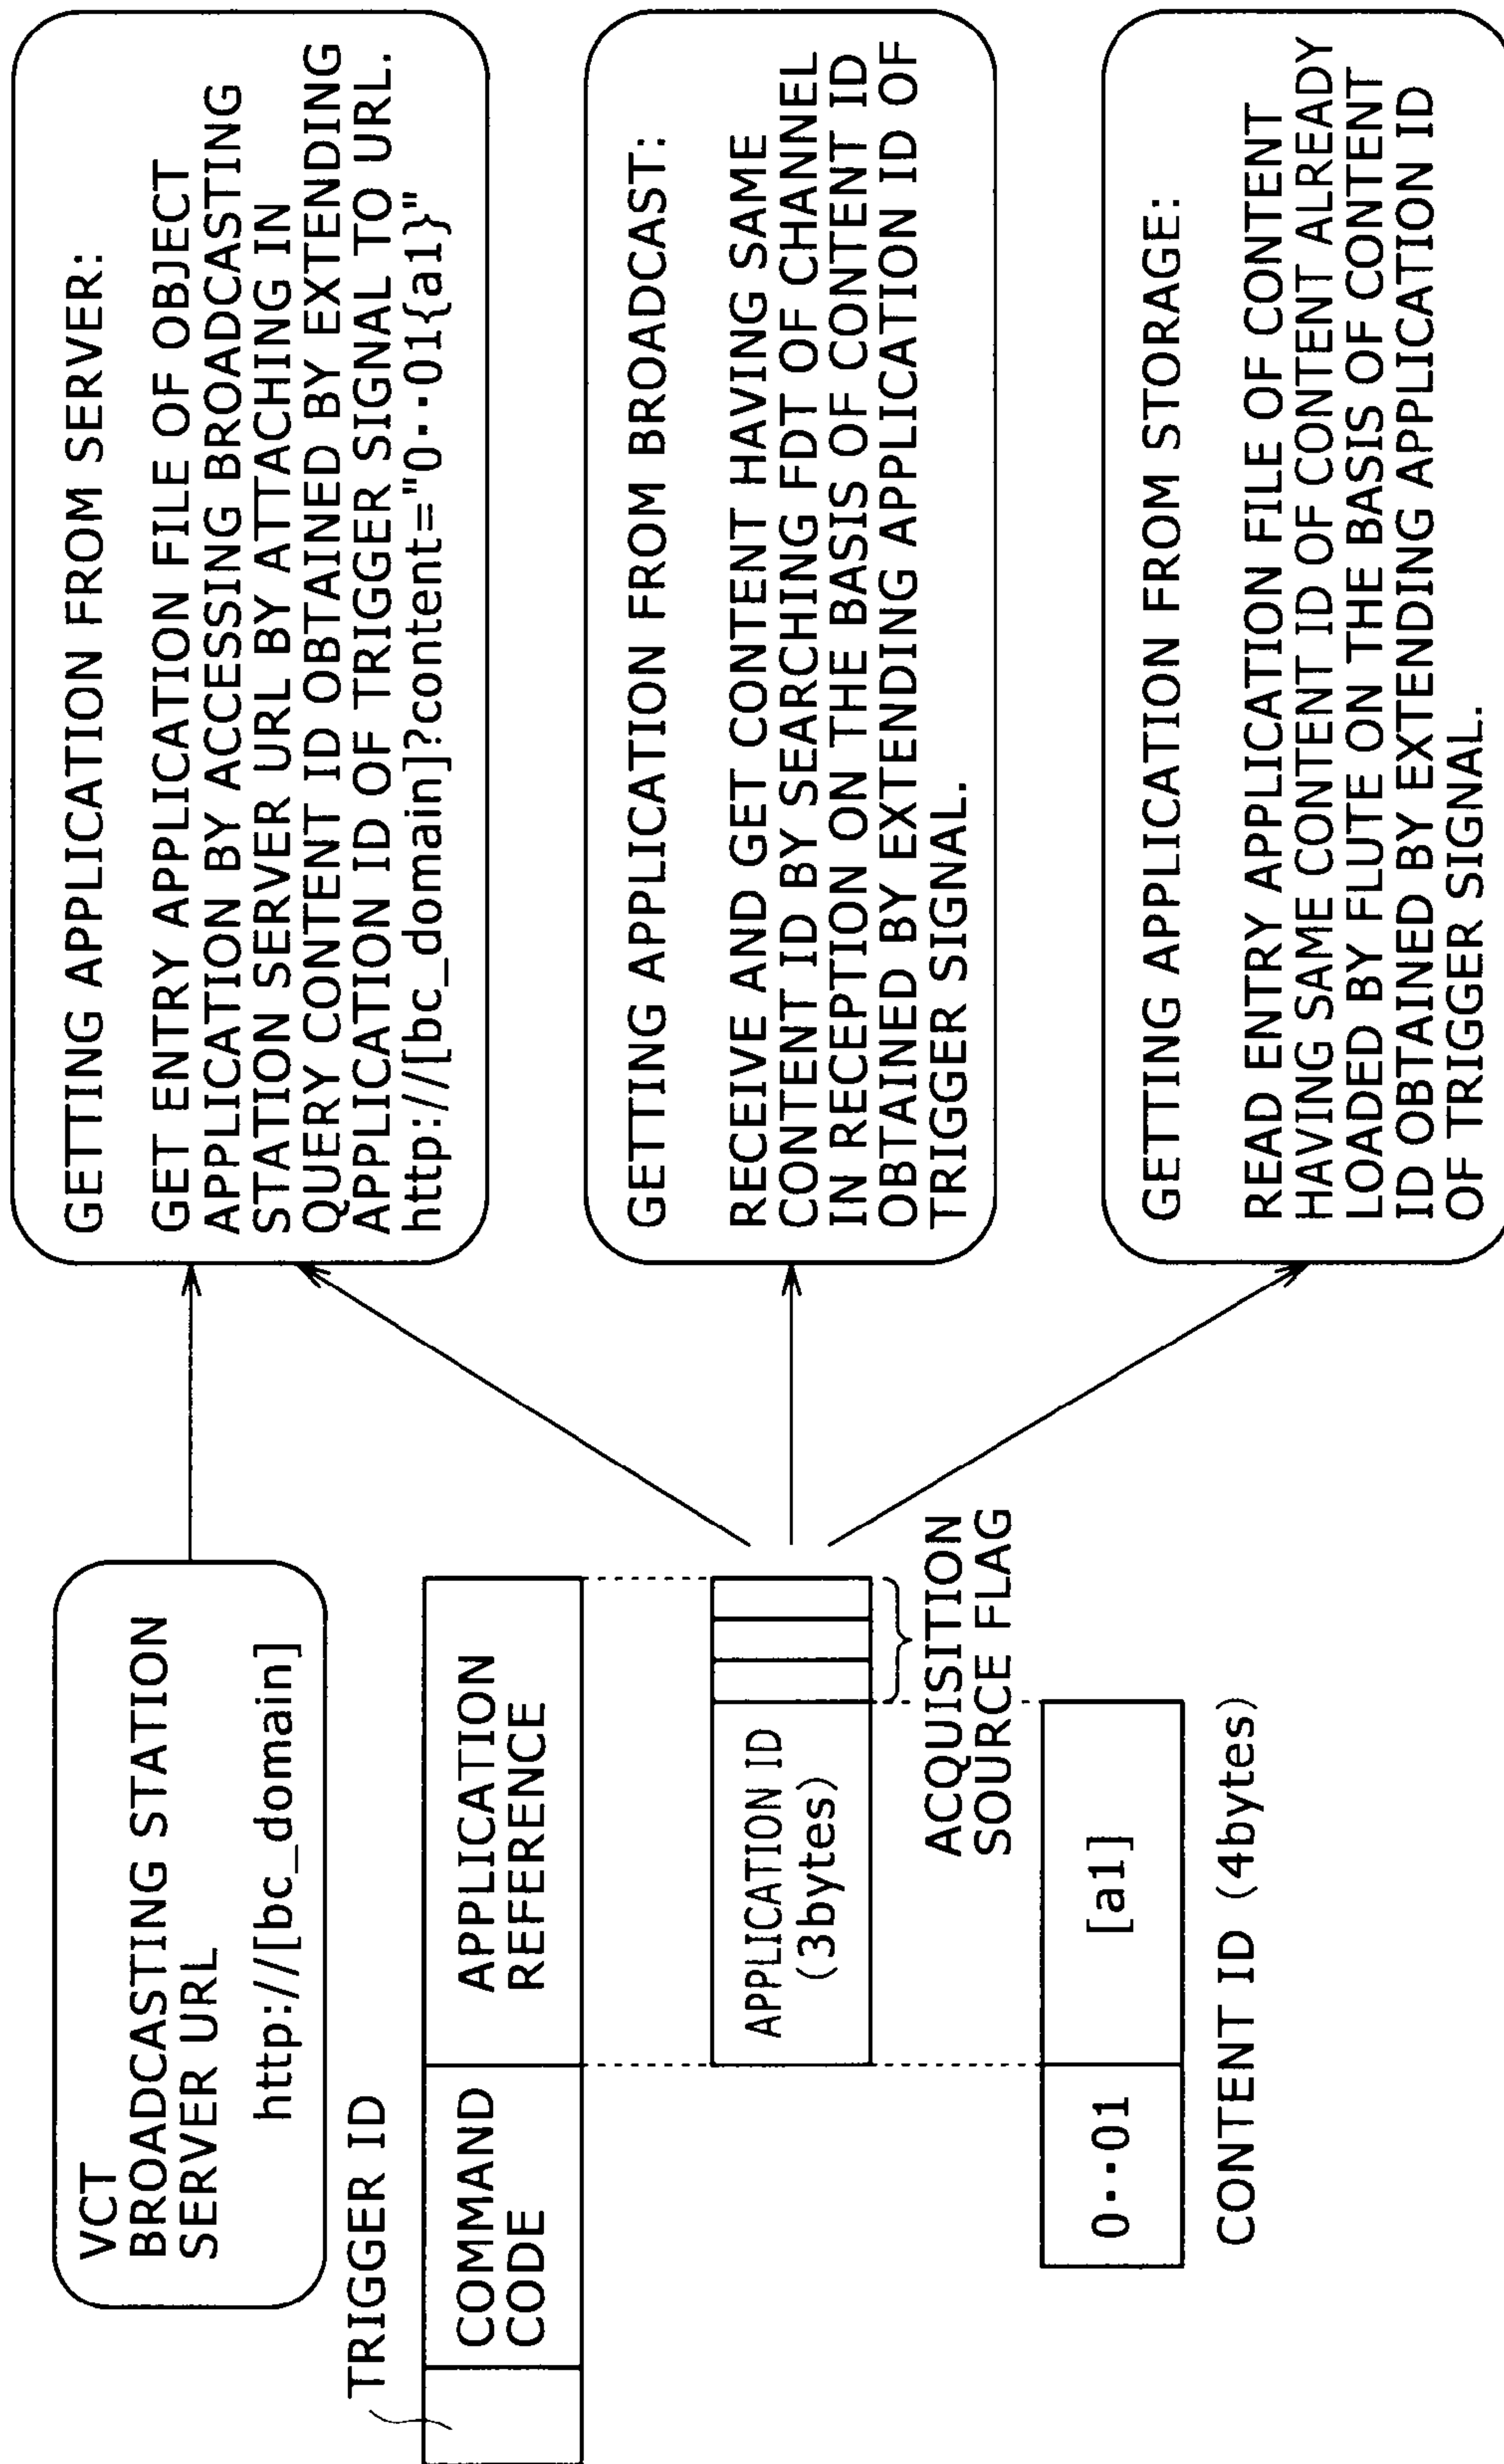 VCT
BROADCASTING STATION
SERVER URL
http://[bc_domain]
TRIGGER ID
COMMAND
CODE
APPLICATION
REFERENCE
APPLICATION ID
(3bytes)
ACQUISITION
SOURCE FLAG
0··01
[a1]
CONTENT ID (4bytes)
GETTING APPLICATION FROM SERVER:
GET ENTRY APPLICATION FILE OF OBJECT
APPLICATION BY ACCESSING BROADCASTING
STATION SERVER URL BY ATTACHING IN
QUERY CONTENT ID OBTAINED BY EXTENDING
APPLICATION ID OF TRIGGER SIGNAL TO URL.
http://[bc_domain]?content="0··01{a1}"
GETTING APPLICATION FROM BROADCAST:
RECEIVE AND GET CONTENT HAVING SAME
CONTENT ID BY SEARCHING FDT OF CHANNEL
IN RECEPTION ON THE BASIS OF CONTENT ID
OBTAINED BY EXTENDING APPLICATION ID OF
TRIGGER SIGNAL.
GETTING APPLICATION FROM STORAGE:
READ ENTRY APPLICATION FILE OF CONTENT
HAVING SAME CONTENT ID OF CONTENT ALREADY
LOADED BY FLUTE ON THE BASIS OF CONTENT
ID OBTAINED BY EXTENDING APPLICATION ID
OF TRIGGER SIGNAL.